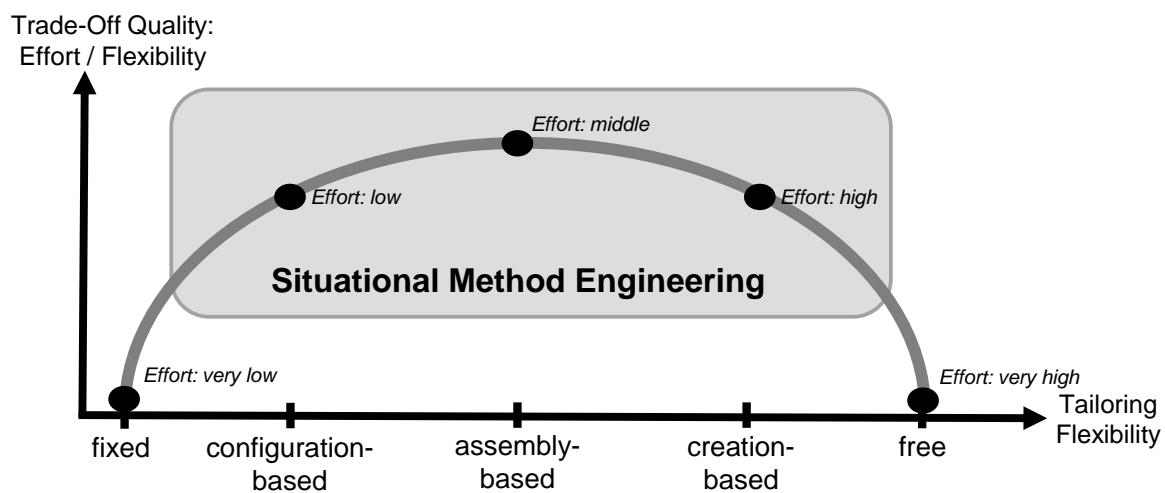 Trade-Off Quality:
Effort / Flexibility
Effort: middle
Effort: low
Effort: high
Situational Method Engineering
Effort: very low
Effort: very high
Tailoring
Flexibility
fixed
configuration-
based
assembly-
based
creation-
based
free